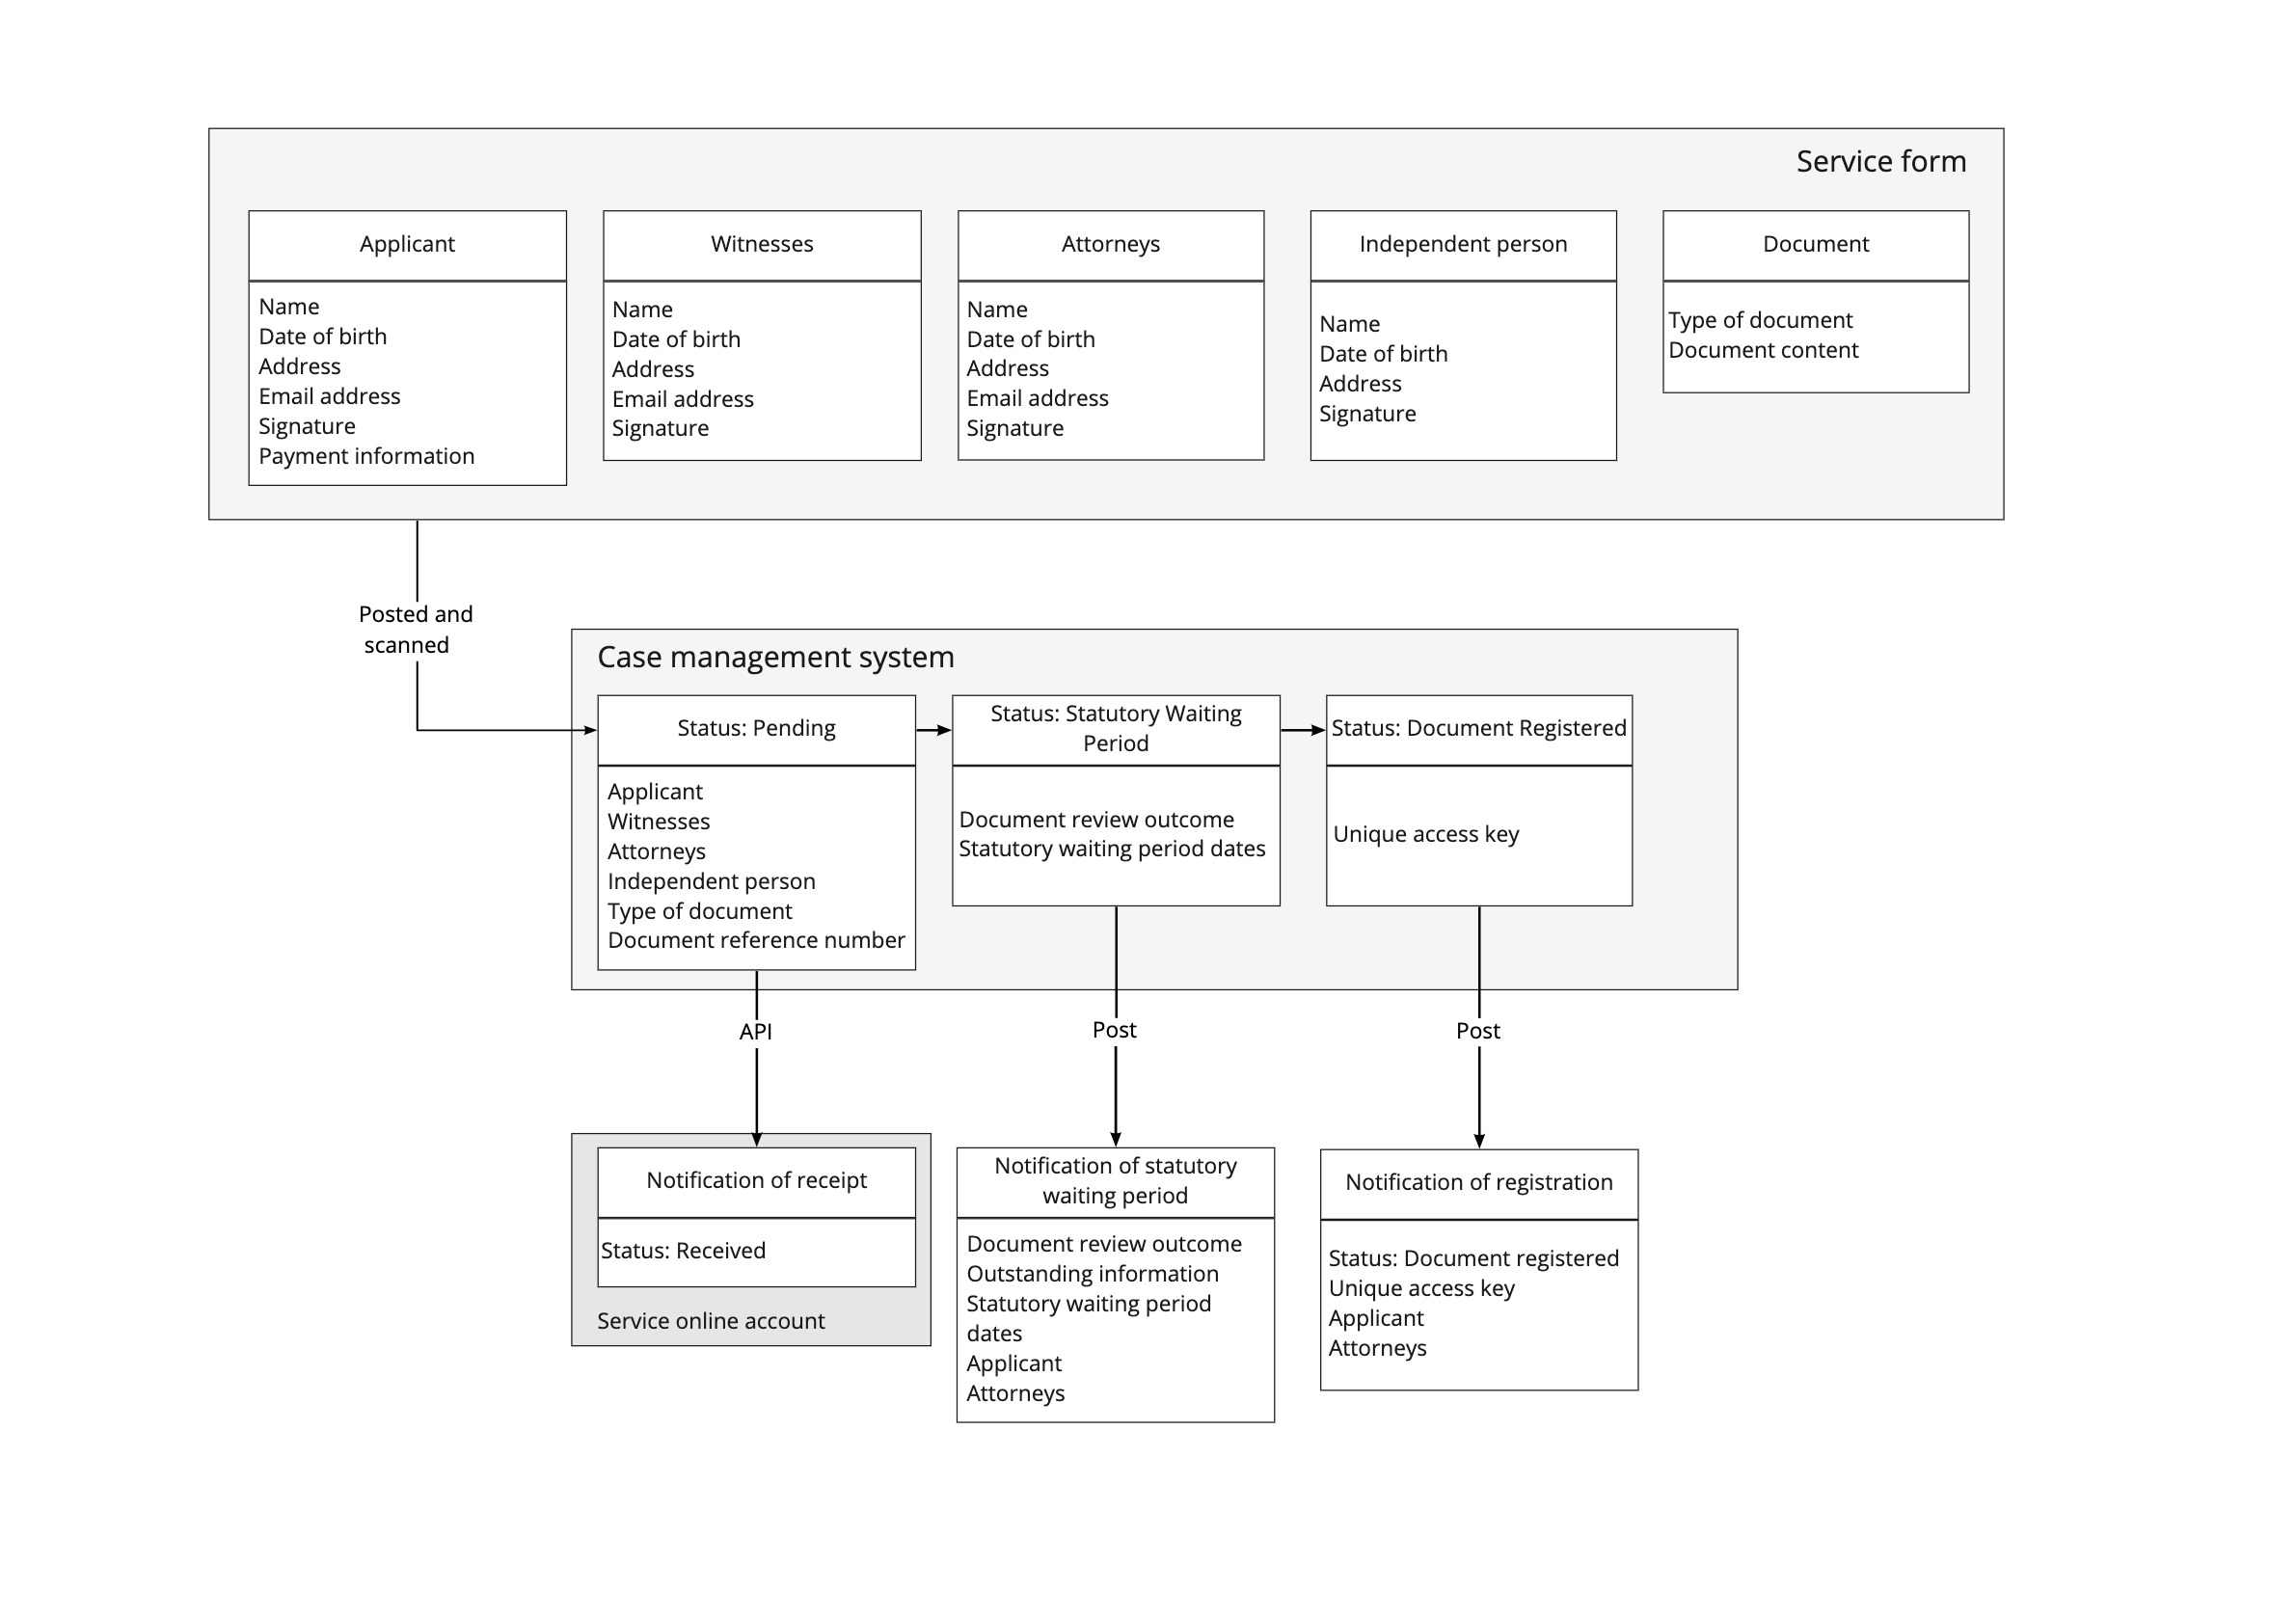 Service form
Applicant
Name
Date of birth
Address
Email address
Signature
Payment information
Witnesses
Name
Date of birth
Address
Email address
Signature
Attorneys
Name
Date of birth
Address
Email address
Signature
Independent person
Name
Date of birth
Address
Signature
Document
Type of document
Document content
Posted and
scanned
Case management system
Status: Pending
Applicant
Witnesses
Attorneys
Independent person
Type of document
Document reference number
Status: Statutory Waiting
Period
Document review outcome
Statutory waiting period dates
Status: Document Registered
Unique access key
API
Post
Post
Notification of receipt
Status: Received
Service online account
Notification of statutory
waiting period
Document review outcome
Outstanding information
Statutory waiting period
dates
Applicant
Attorneys
Notification of registration
Status: Document registered
Unique access key
Applicant
Attorneys